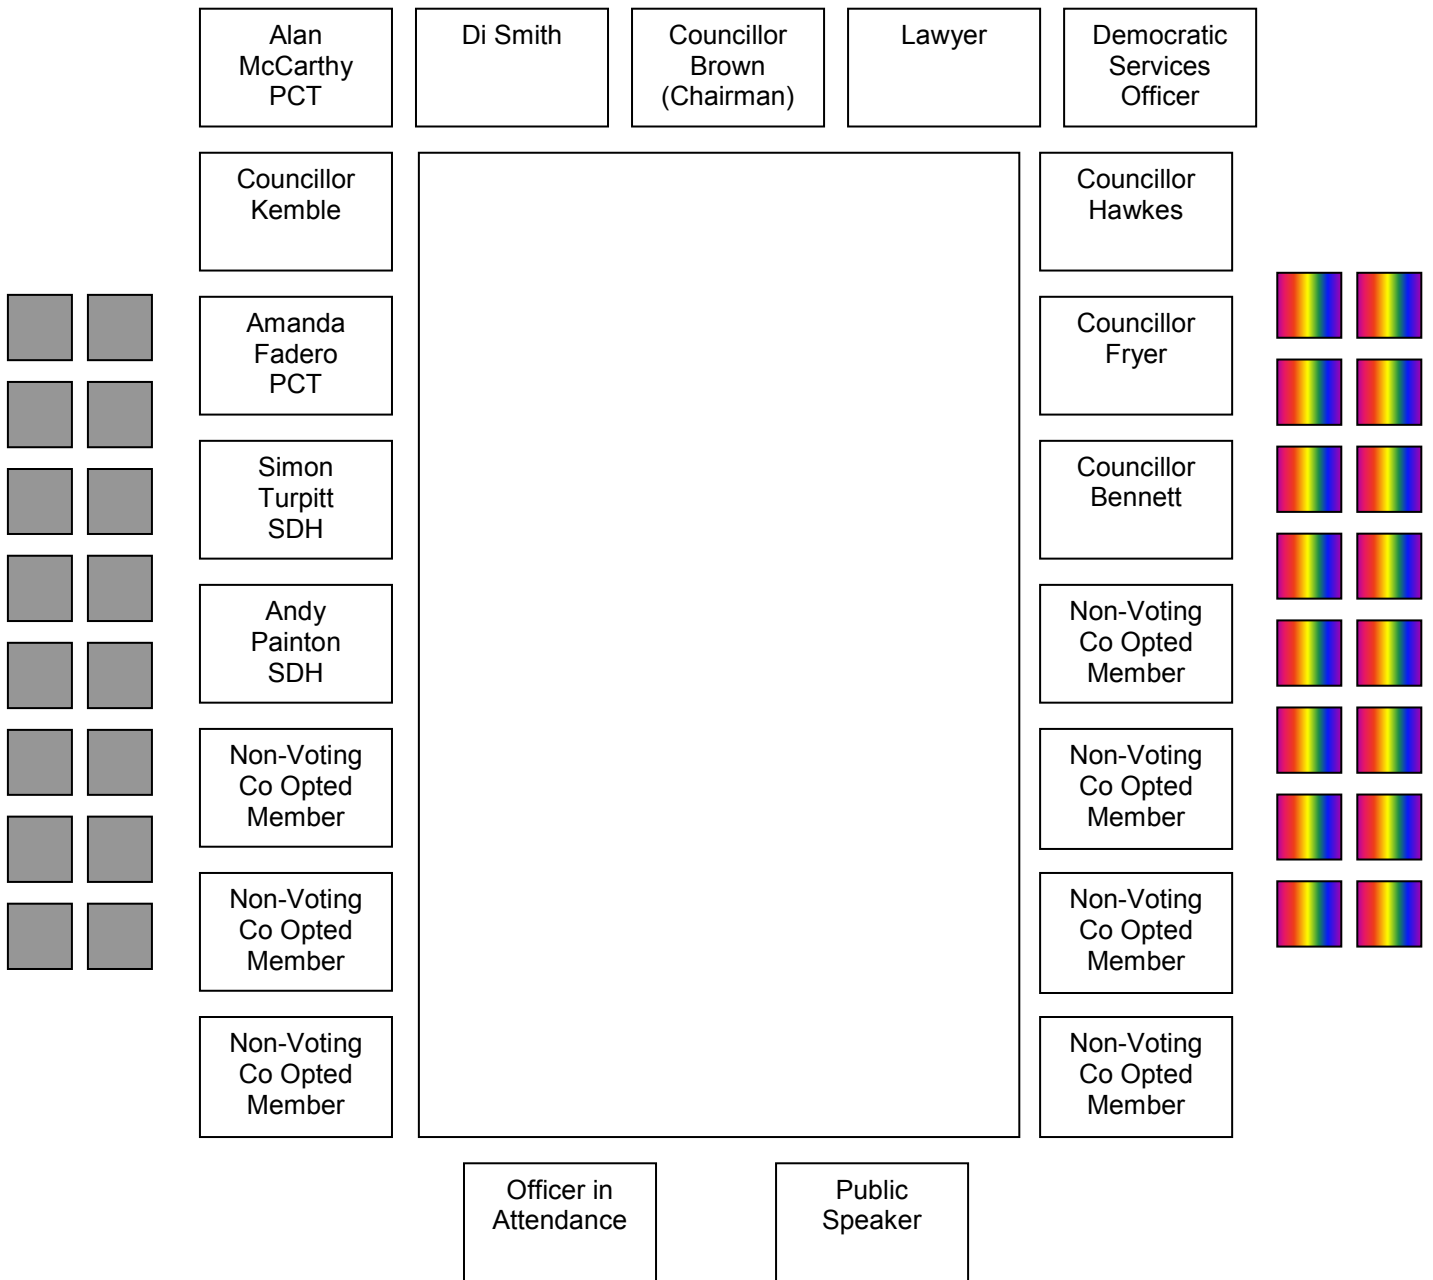 Alan
McCarthy
PCT
Di Smith
Councillor
Brown
(Chairman)
Lawyer
Democratic
Services
Officer
Councillor
Kemble
Councillor
Hawkes
Amanda
Fadero
PCT
Councillor
Fryer
Simon
Turpitt
SDH
Councillor
Bennett
Andy
Painton
SDH
Non-Voting
Co Opted
Member
Non-Voting
Co Opted
Member
Non-Voting
Co Opted
Member
Non-Voting
Co Opted
Member
Non-Voting
Co Opted
Member
Non-Voting
Co Opted
Member
Non-Voting
Co Opted
Member
Officer in
Attendance
Public
Speaker